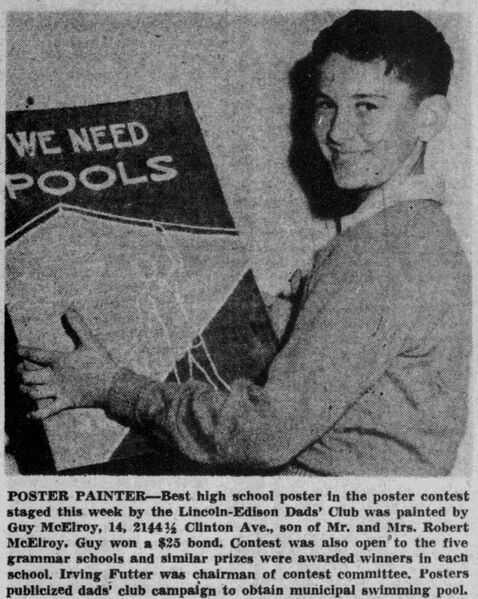 WE NEED
POOLS
POSTER PAINTER—Best high school poster in the poster contest
staged this week by the Lincoln-Edison Dads' Club was painted by
Guy McElroy, 14, 2144½ Clinton Ave., son of Mr. and Mrs. Robert
McElroy. Guy won a $25 bond. Contest was also open to the five
grammar schools and similar prizes were awarded winners in each
school. Irving Futter was chairman of contest committee. Posters
publicized dads' club campaign to obtain municipal swimming pool.